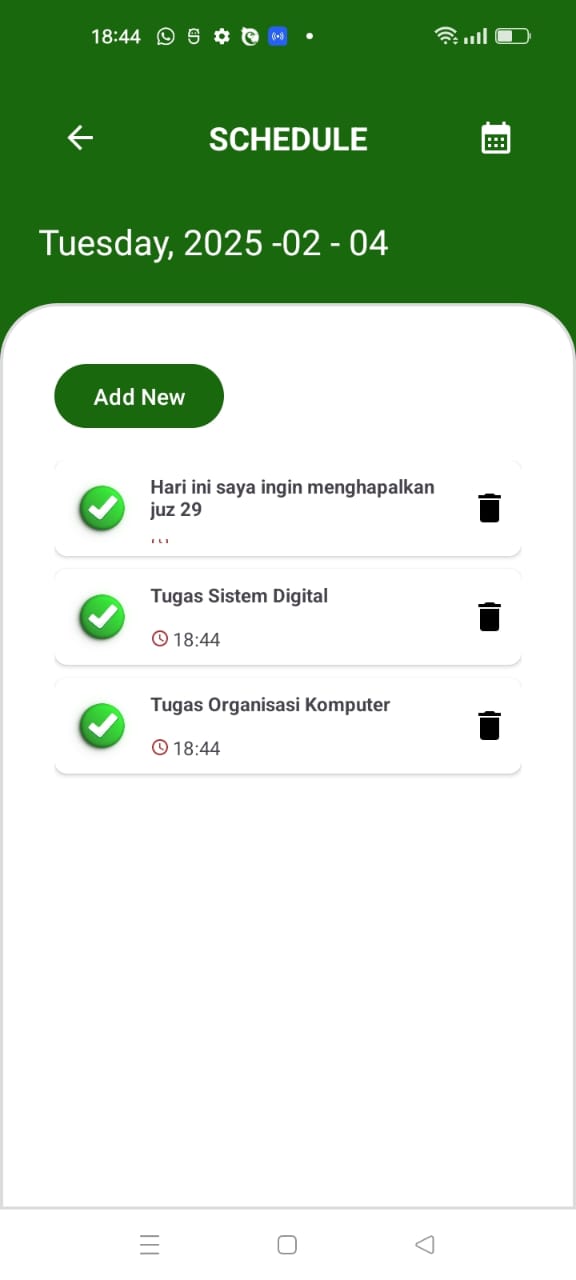 18:44
SCHEDULE
Tuesday, 2025 -02 - 04
Add New
Hari ini saya ingin menghapalkan
juz 29
Tugas Sistem Digital
18:44
Tugas Organisasi Komputer
18:44